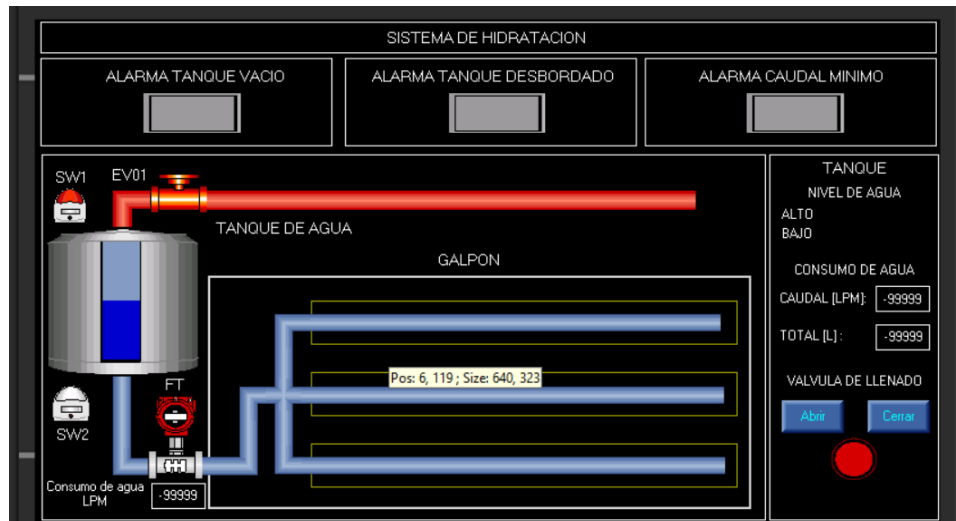 SISTEMA DE HIDRATACION
ALARMA TANQUE VACIO
ALARMA TANQUE DESBORDADO
ALARMA CAUDAL MINIMO
SW1
EV01
TANQUE DE AGUA
GALPON
Pos: 6, 119 ; Size: 640, 323
FT
SW2
Consumo de agua
LPM
-99999
TANQUE
NIVEL DE AGUA
ALTO
BAJO
CONSUMO DE AGUA
CAUDAL [LPM]: -99999
TOTAL [L] : -99999
VALVULA DE LLENADO
Abrir Cerrar